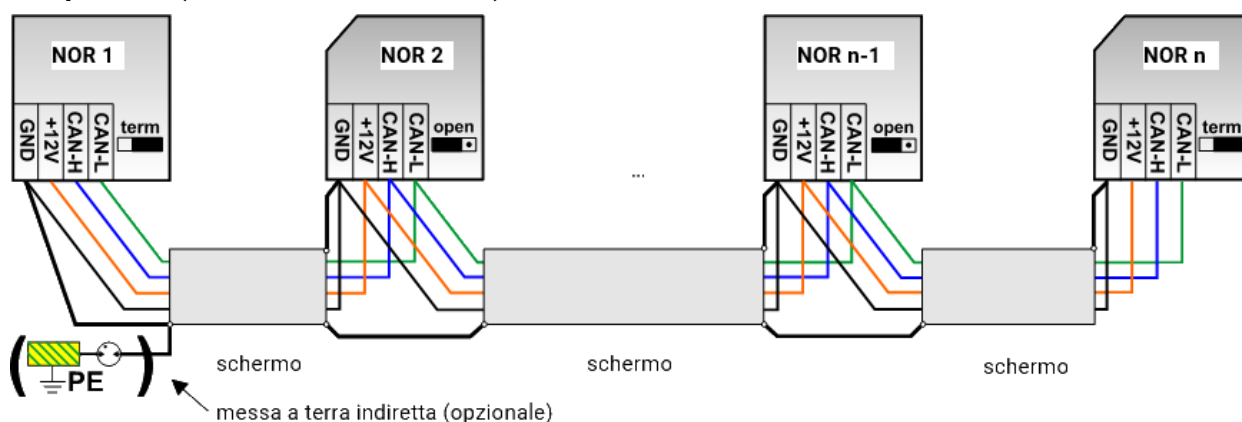 NOR 1
NOR 2
NOR n-1
NOR n
GND
+12V
CAN-H
CAN-L
term
GND
+12V
CAN-H
CAN-L
open
...
GND
+12V
CAN-H
CAN-L
open
GND
+12V
CAN-H
CAN-L
term
( PE )
schermo
schermo
schermo
messa a terra indiretta (opzionale)